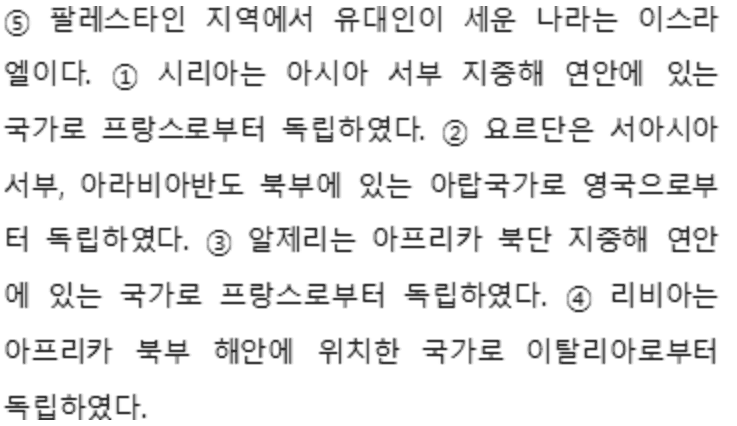 ⑤ 팔레스타인 지역에서 유대인이 세운 나라는 이스라
엘이다. ① 시리아는 아시아 서부 지중해 연안에 있는
국가로 프랑스로부터 독립하였다. ② 요르단은 서아시아
서부, 아라비아반도 북부에 있는 아랍국가로 영국으로부
터 독립하였다. ③ 알제리는 아프리카 북단 지중해 연안
에 있는 국가로 프랑스로부터 독립하였다. ④ 리비아는
아프리카 북부 해안에 위치한 국가로 이탈리아로부터
독립하였다.